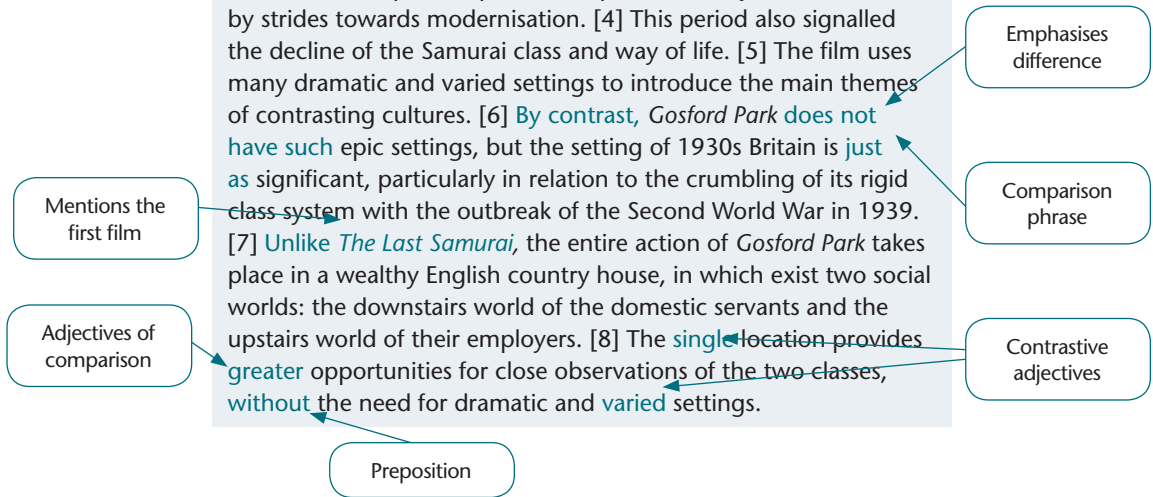 by strides towards modernisation. [4] This period also signalled
the decline of the Samurai class and way of life. [5] The film uses
many dramatic and varied settings to introduce the main themes
of contrasting cultures. [6] By contrast, Gosford Park does not
have such epic settings, but the setting of 1930s Britain is just
as significant, particularly in relation to the crumbling of its rigid
class system with the outbreak of the Second World War in 1939.
[7] Unlike The Last Samurai, the entire action of Gosford Park takes
place in a wealthy English country house, in which exist two social
worlds: the downstairs world of the domestic servants and the
upstairs world of their employers. [8] The single location provides
greater opportunities for close observations of the two classes,
without the need for dramatic and varied settings.
Emphasises
difference
Comparison
phrase
Mentions the
first film
Adjectives of
comparison
Contrastive
adjectives
Preposition